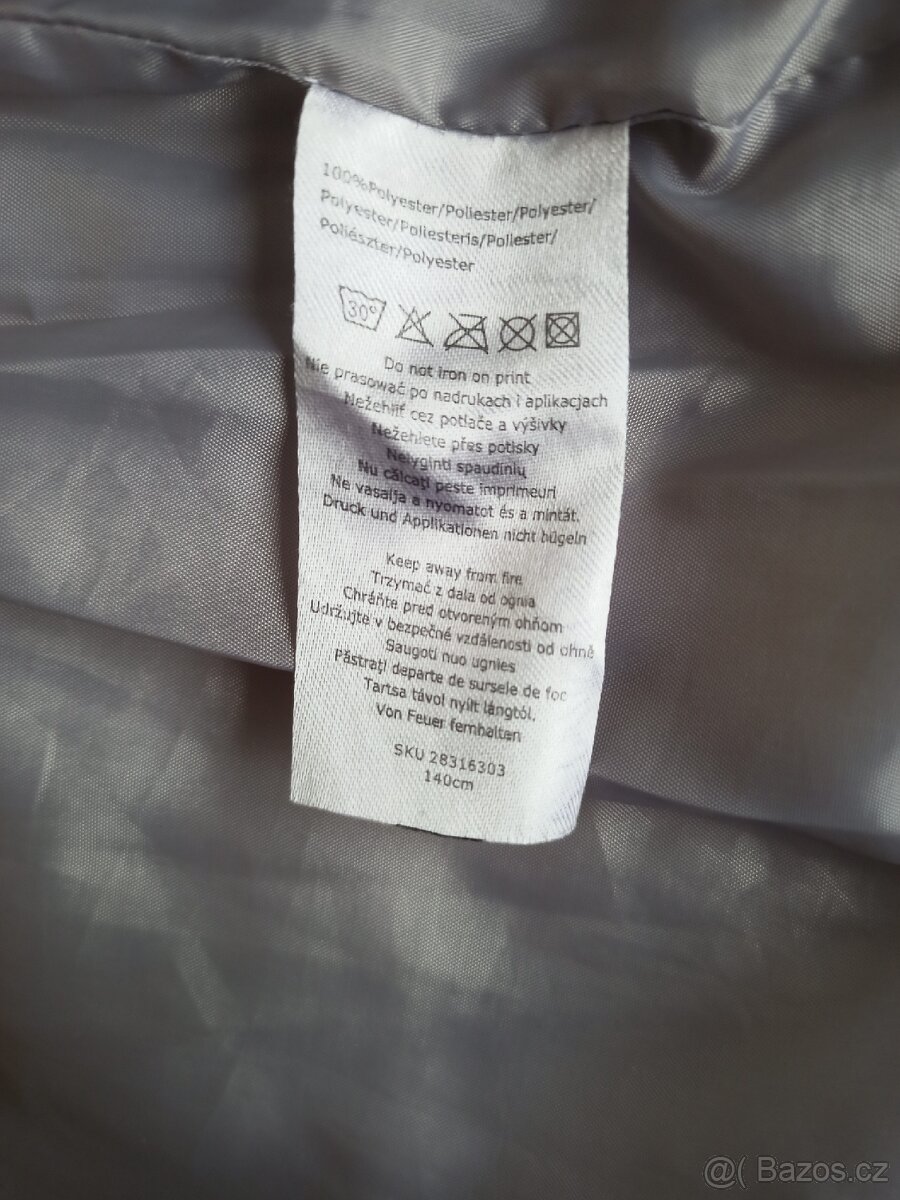 100%Polyester/Poliester/Polyester/
Polyester/Poliesteris/Poliester/
Poliészter/Polyester
30°
Do not iron on print
Nie prasować po nadrukach i aplikacjach
Nežehliť cez potlače a výšivky
Nežehlete přes potisky
Nelyginti spaudinių
Nu călcați peste imprimeuri
Ne vasalja a nyomatot és a mintát.
Druck und Applikationen nicht bügeln
Keep away from fire
Trzymać z dala od ognia
Chráňte pred otvoreným ohňom
Udržujte v bezpečné vzdálenosti od ohně
Saugoti nuo ugnies
Păstrați departe de sursele de foc
Tartsa távol nyílt lángtól.
Von Feuer fernhalten
SKU 28316303
140cm
@( Bazos.cz